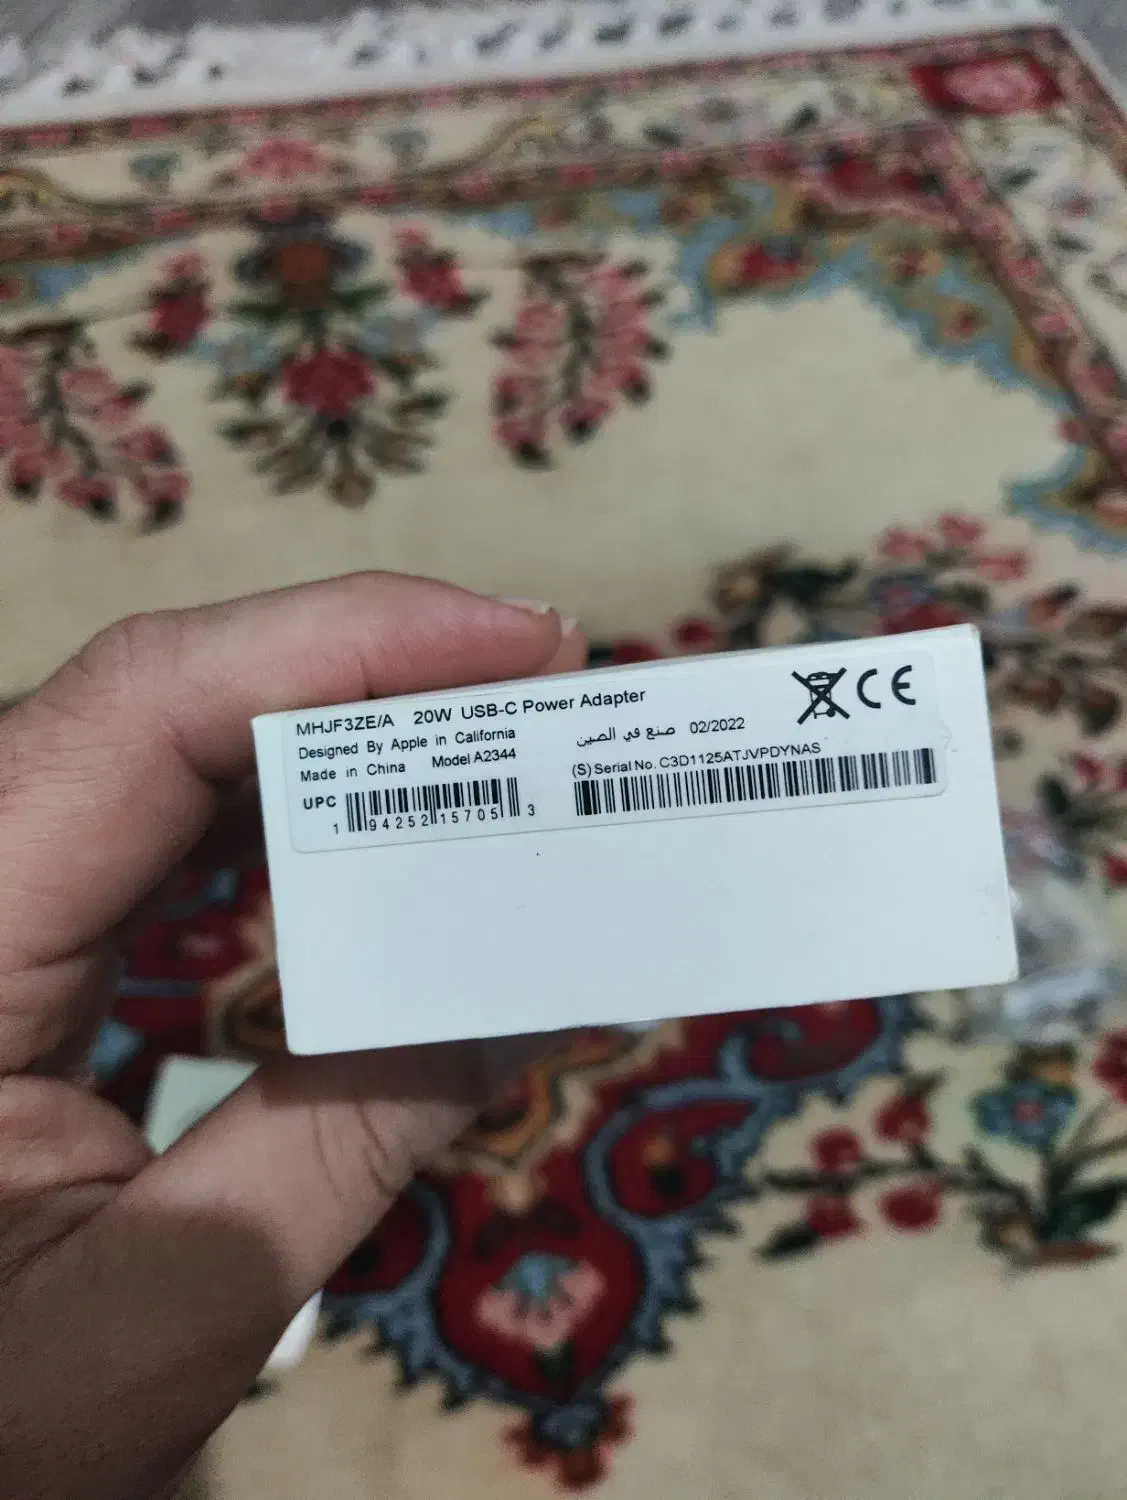 MHJF3ZE/A 20W USB-C Power Adapter
Designed By Apple in California
Made in China Model A2344
صنع في الصين 02/2022
CE
(S) Serial No. C3D1125ATJVPDYNAS
UPC
1 94252 15705 3